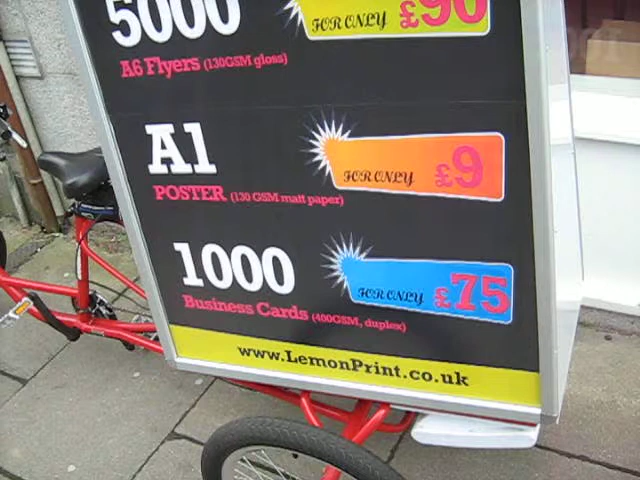 5000
FOR ONLY £90
A6 Flyers (130GSM gloss)
A1
FOR ONLY £9
POSTER (130 GSM matt paper)
1000
FOR ONLY £75
Business Cards (400GSM, duplex)
www.LemonPrint.co.uk